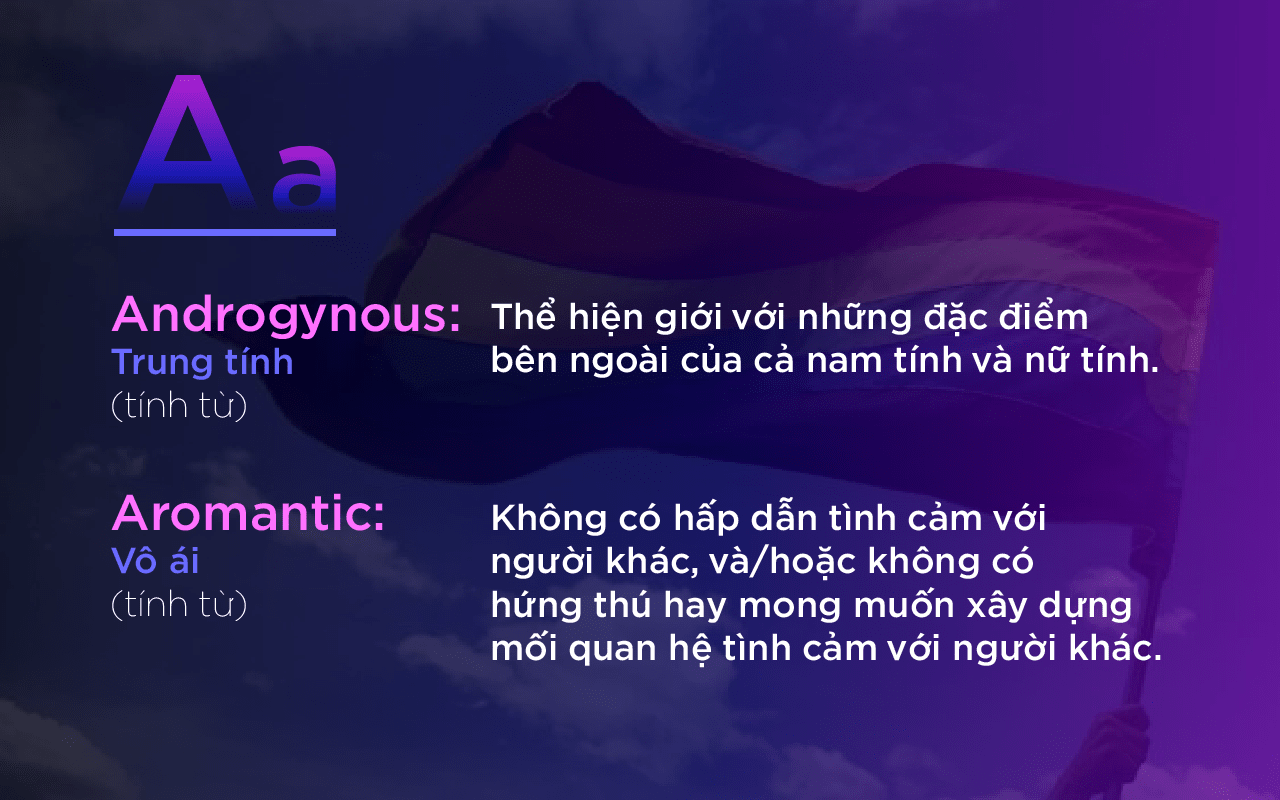 Aa
Androgynous:
Trung tính
(tính từ)
Thể hiện giới với những đặc điểm
bên ngoài của cả nam tính và nữ tính.
Aromantic:
Vô ái
(tính từ)
Không có hấp dẫn tình cảm với
người khác, và/hoặc không có
hứng thú hay mong muốn xây dựng
mối quan hệ tình cảm với người khác.